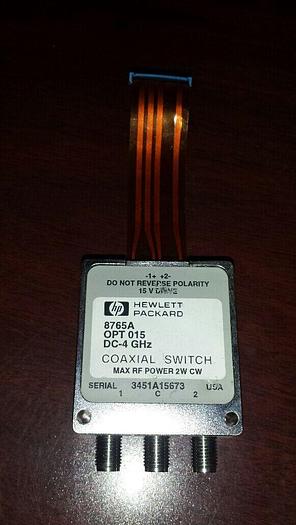 -1+ +2-
DO NOT REVERSE POLARITY
15 V DRIVE
hp HEWLETT
PACKARD
8765A
OPT 015
DC-4 GHz
COAXIAL SWITCH
MAX RF POWER 2W CW
SERIAL 3451A15673 USA
1 C 2